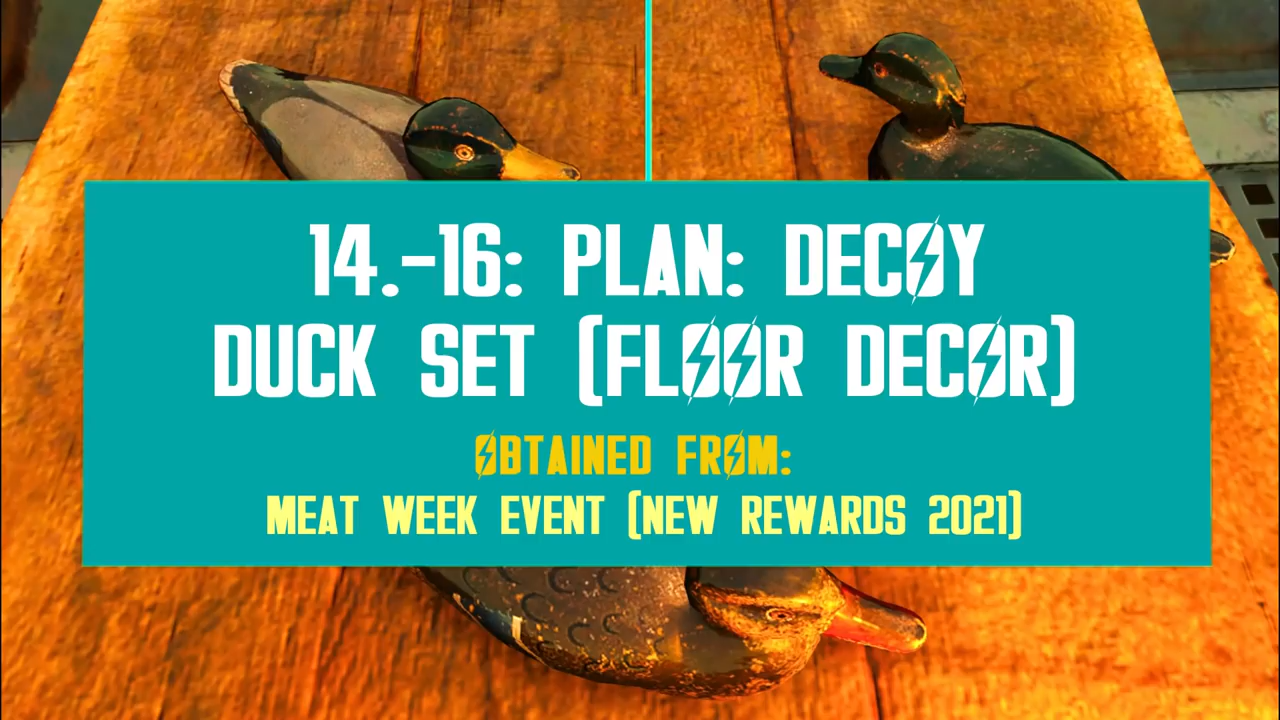 14.-16: PLAN: DECOY
DUCK SET (FLOOR DECOR)
OBTAINED FROM:
MEAT WEEK EVENT (NEW REWARDS 2021)